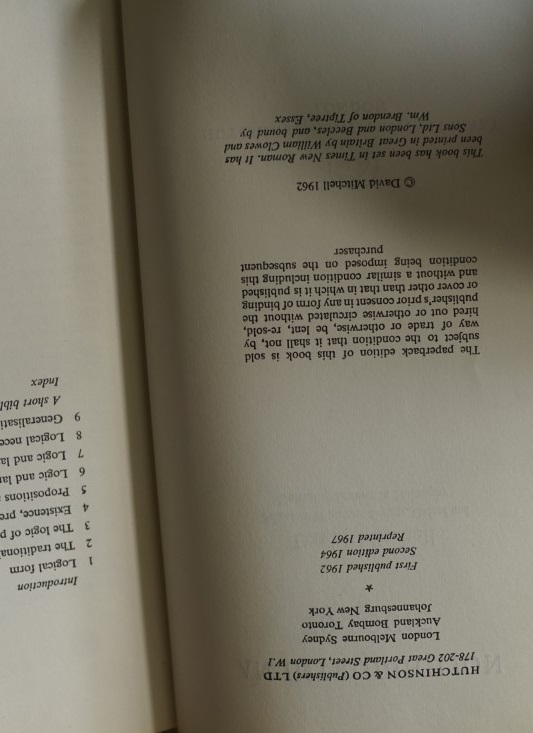 HUTCHINSON & CO (Publishers) LTD
178-202 Great Portland Street, London W.1
London Melbourne Sydney
Auckland Bombay Toronto
Johannesburg New York
★
First published 1962
Second edition 1964
Reprinted 1967
The paperback edition of this book is sold
subject to the condition that it shall not, by
way of trade or otherwise, be lent, re-sold,
hired out or otherwise circulated without the
publisher's prior consent in any form of binding
or cover other than that in which it is published
and without a similar condition including this
condition being imposed on the subsequent
purchaser
© David Mitchell 1962
This book has been set in Times New Roman. It has
been printed in Great Britain by William Clowes and
Sons Ltd, London and Beccles, and bound by
Wm. Brendon of Tiptree, Essex
Introduction
1 Logical form
2 The traditional
3 The logic of p
4 Existence, pre
5 Propositions
6 Logic and lan
7 Logic and la
8 Logical nece
9 Generalisati
A short bibl
Index